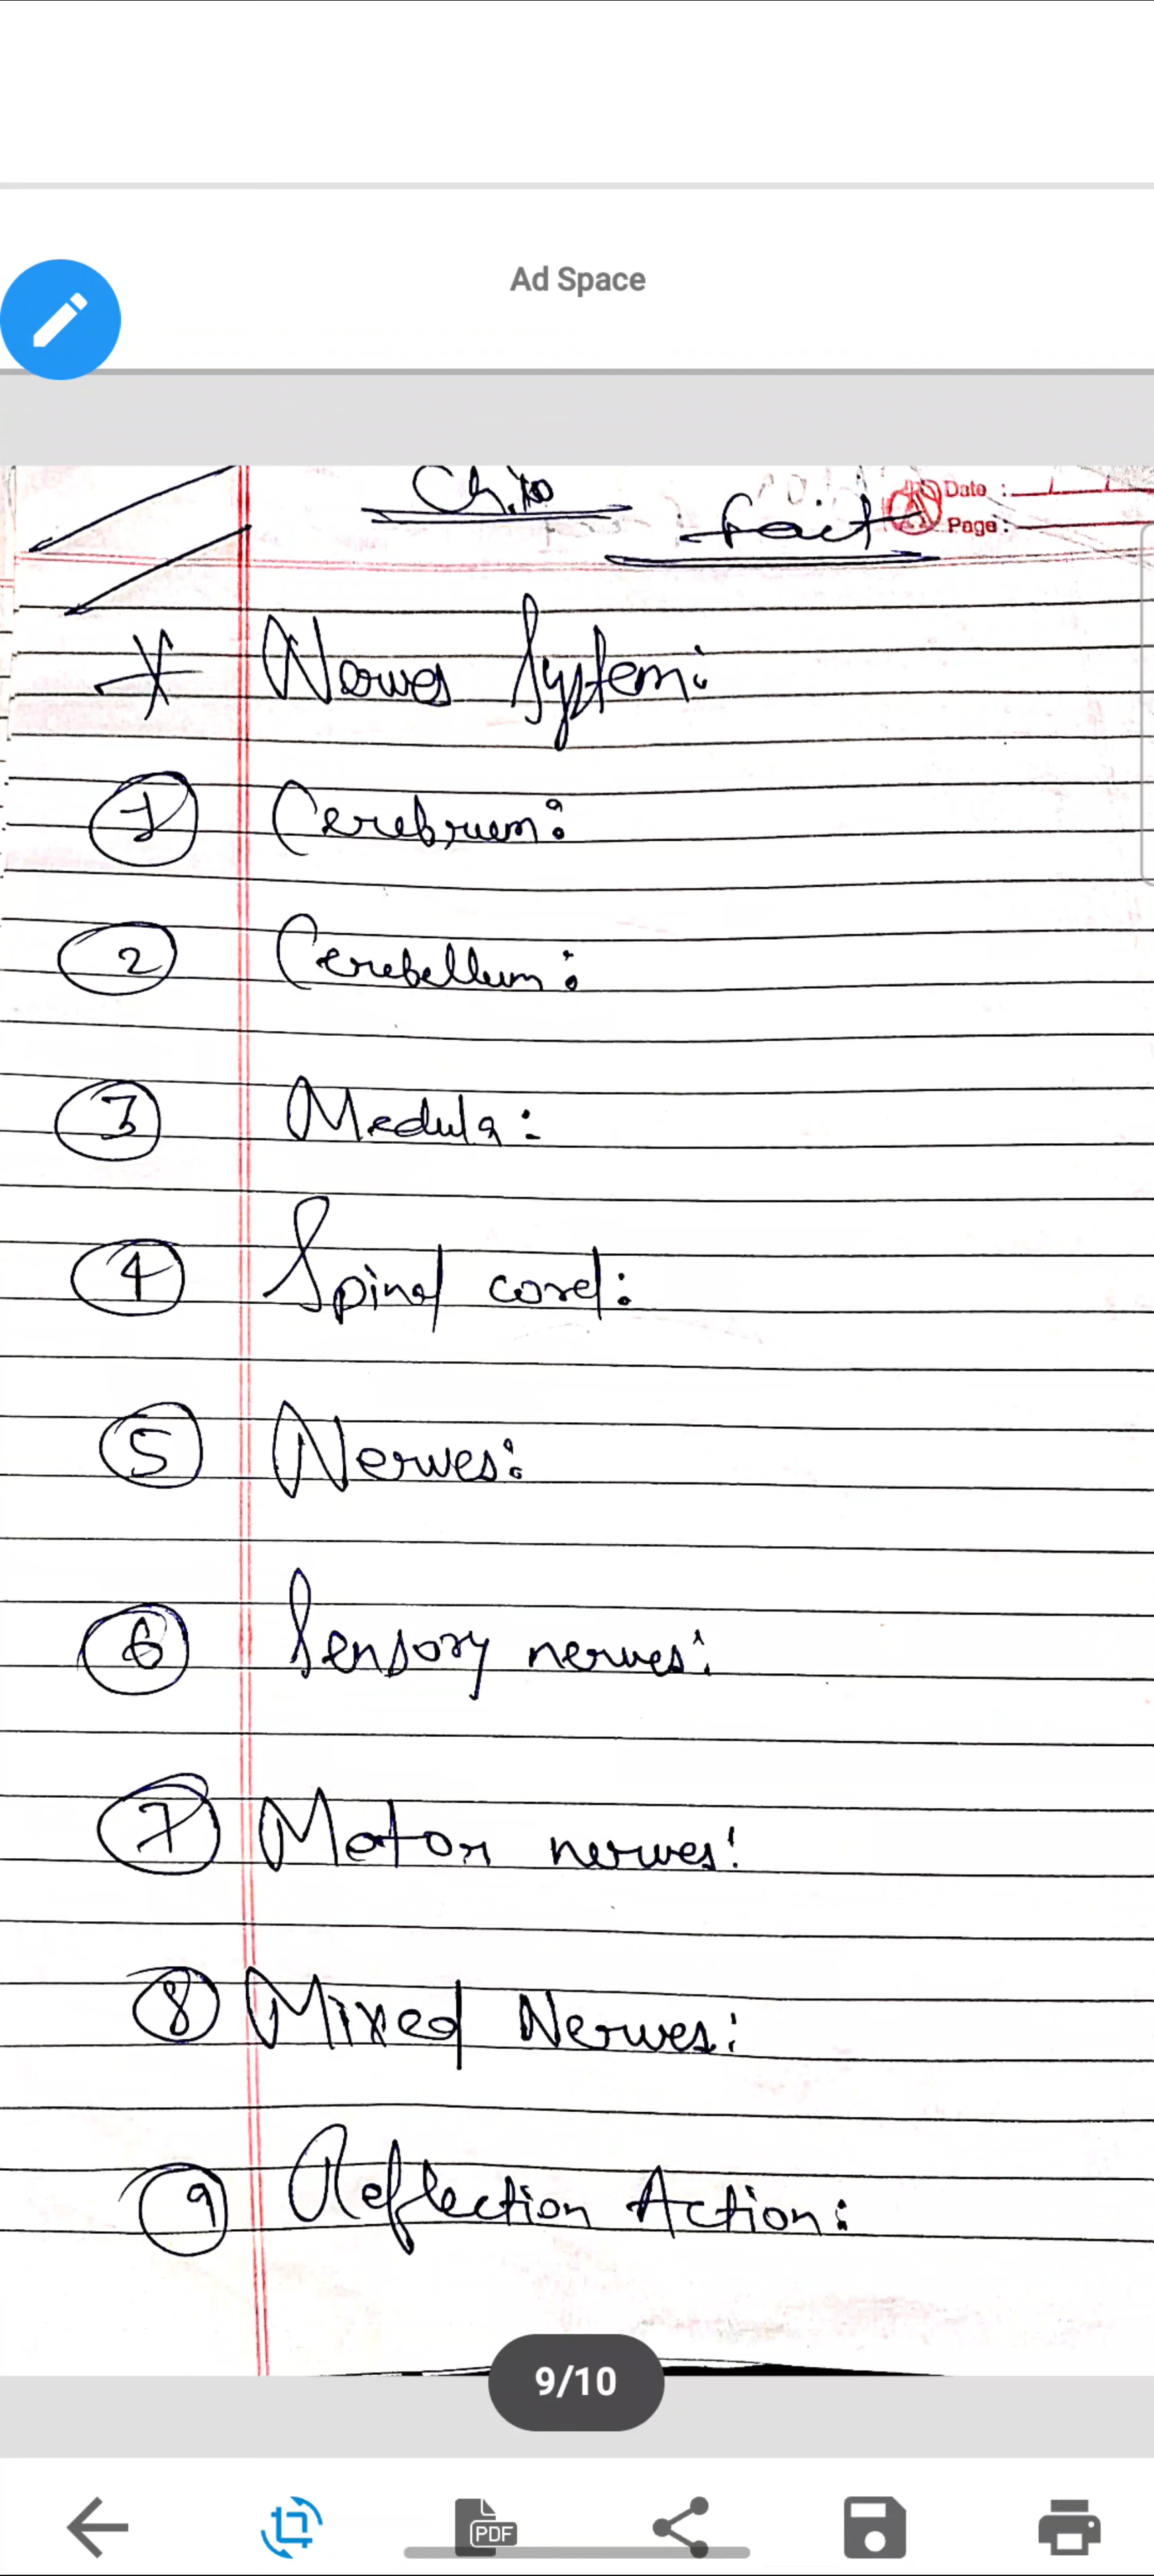 Ad Space
Ch.10
fact
Date :
Page :
* Nerves System:
1 Cerebrum:
2 Cerebellum:
3 Medula:
4 Spinal cord:
5 Nerves:
6 Sensory nerves:
7 Motor nerves:
8 Mixed Nerves:
9 Reflection Action:
9/10
PDF